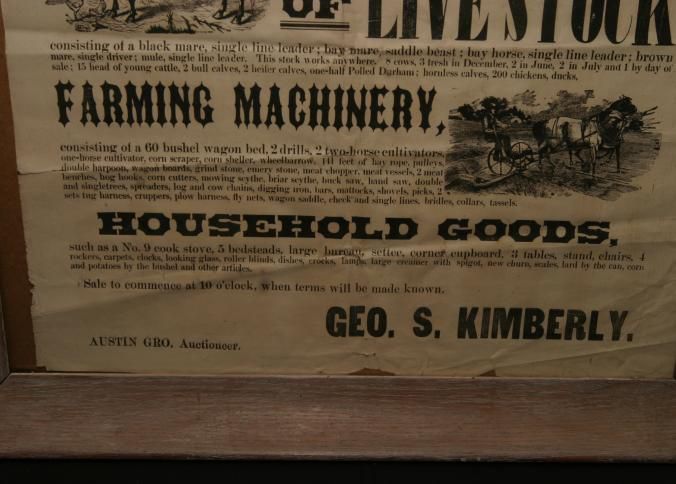 OF LIVE STOCK
consisting of a black mare, single line leader; bay mare, saddle beast; bay horse, single line leader; brown
mare, single driver; mule, single line leader. This stock works anywhere. 8 cows, 3 fresh in December, 2 in June, 2 in July and 1 by day of
sale; 15 head of young cattle, 2 bull calves, 2 heifer calves, one-half Polled Durham; hornless calves, 200 chickens, ducks,
FARMING MACHINERY,
consisting of a 60 bushel wagon bed, 2 drills, 2 two-horse cultivators,
one-horse cultivator, corn scraper, corn sheller, wheelbarrow, 141 feet of hay rope, pulleys,
double harpoon, wagon boards, grind stone, emery stone, meat chopper, meat vessels, 2 meat
benches, hog hooks, corn cutters, mowing scythe, briar scythe, buck saw, hand saw, double
and singletrees, spreaders, log and cow chains, digging iron, bars, mattocks, shovels, picks, 2
sets tug harness, cruppers, plow harness, fly nets, wagon saddle, check and single lines, bridles, collars, tassels.
HOUSEHOLD GOODS,
such as a No. 9 cook stove, 5 bedsteads, large bureau, settee, corner cupboard, 3 tables, stand, chairs, 4
rockers, carpets, clocks, looking glass, roller blinds, dishes, crocks, lamps, large creamer with spigot, new churn, scales, lard by the can, corn
and potatoes by the bushel and other articles.
Sale to commence at 10 o'clock, when terms will be made known.
GEO. S. KIMBERLY.
AUSTIN GRO. Auctioneer.